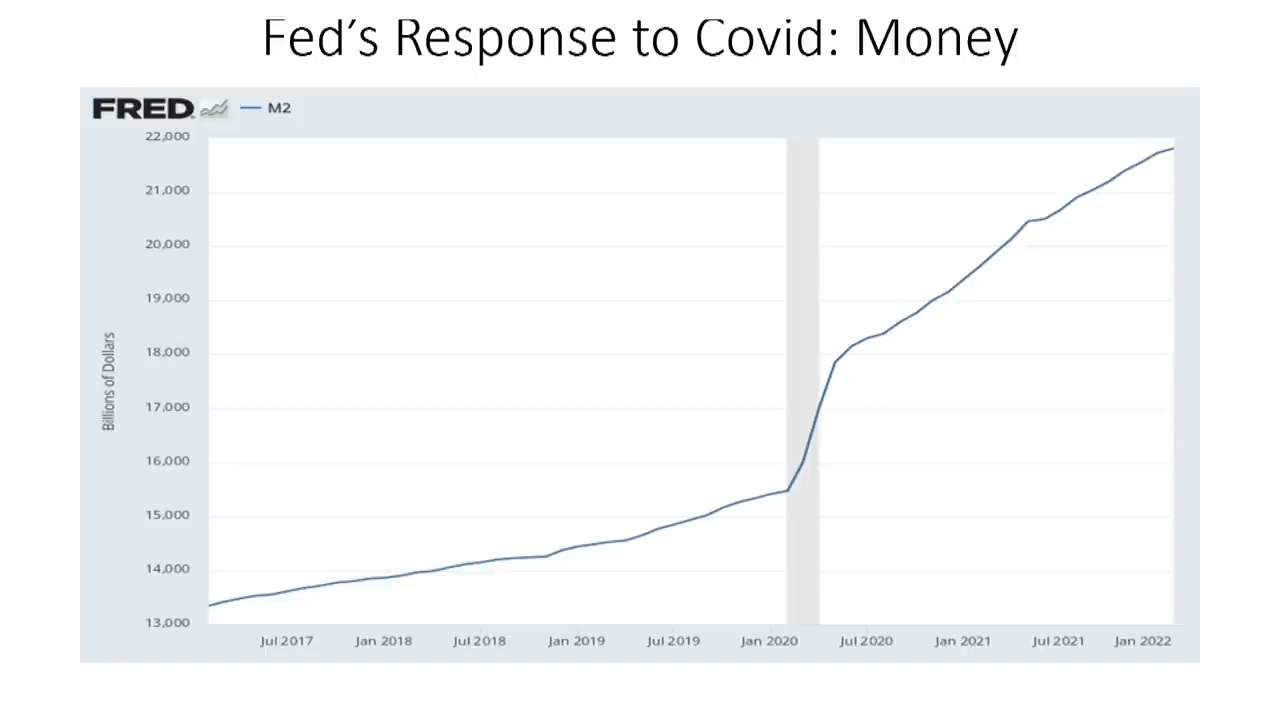 Fed's Response to Covid: Money
FRED
M2
22,000
21,000
20,000
19,000
18,000
17,000
16,000
15,000
14,000
13,000
Billions of Dollars
Jul 2017
Jan 2018
Jul 2018
Jan 2019
Jul 2019
Jan 2020
Jul 2020
Jan 2021
Jul 2021
Jan 2022